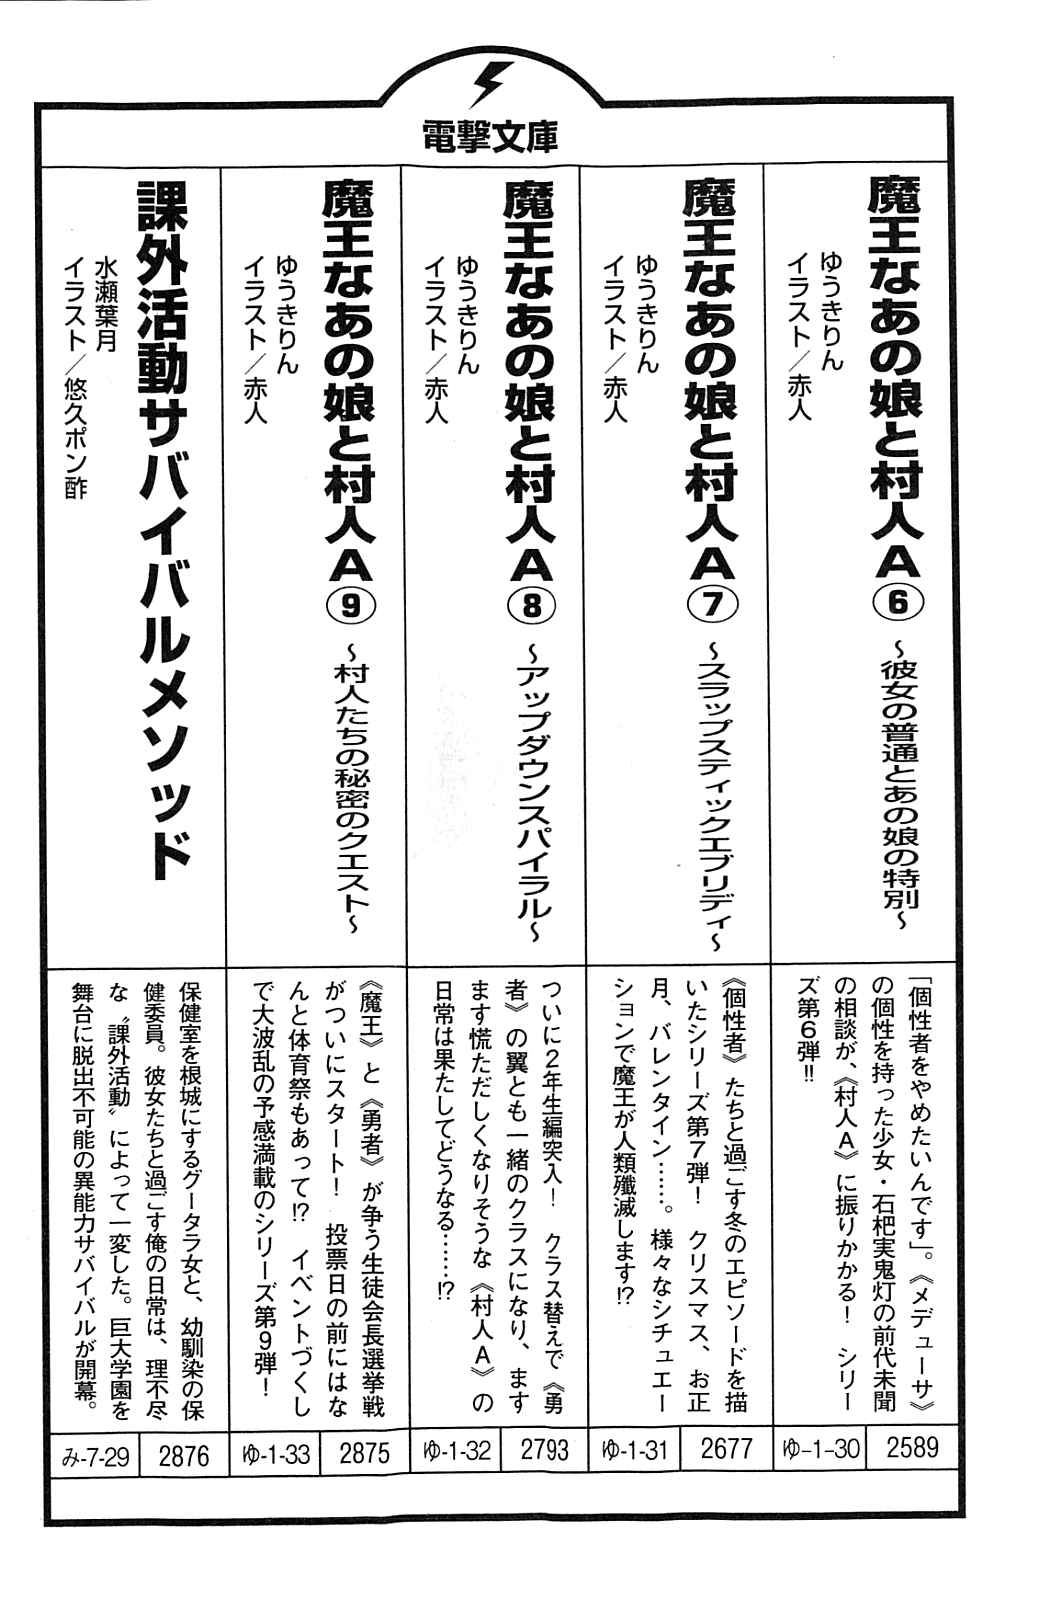 電撃文庫
魔王なあの娘と村人A⑥
～彼女の普通とあの娘の特別～
ゆうきりん
イラスト／赤人
「個性者をやめたいんです」。《メデューサ》
の個性を持った少女・石杷実鬼灯の前代未聞
の相談が、《村人A》に振りかかる！　シリー
ズ第6弾!!
ゆ-1-30
2589
魔王なあの娘と村人A⑦
～スラップスティックエブリディ～
ゆうきりん
イラスト／赤人
《個性者》たちと過ごす冬のエピソードを描
いたシリーズ第7弾！　クリスマス、お正
月、バレンタイン……。様々なシチュエー
ションで魔王が人類殲滅します!?
ゆ-1-31
2677
魔王なあの娘と村人A⑧
～アップダウンスパイラル～
ゆうきりん
イラスト／赤人
ついに2年生編突入！　クラス替えで《勇
者》の翼とも一緒のクラスになり、ます
ます慌ただしくなりそうな《村人A》の
日常は果たしてどうなる……!?
ゆ-1-32
2793
魔王なあの娘と村人A⑨
～村人たちの秘密のクエスト～
ゆうきりん
イラスト／赤人
《魔王》と《勇者》が争う生徒会長選挙戦
がついにスタート！　投票日の前にはな
んと体育祭もあって!?　イベントづくし
で大波乱の予感満載のシリーズ第9弾！
ゆ-1-33
2875
課外活動サバイバルメソッド
水瀬葉月
イラスト／悠久ポン酢
保健室を根城にするグータラ女と、幼馴染の保
健委員。彼女たちと過ごす俺の日常は、理不尽
な〝課外活動〟によって一変した。巨大学園を
舞台に脱出不可能の異能力サバイバルが開幕。
み-7-29
2876